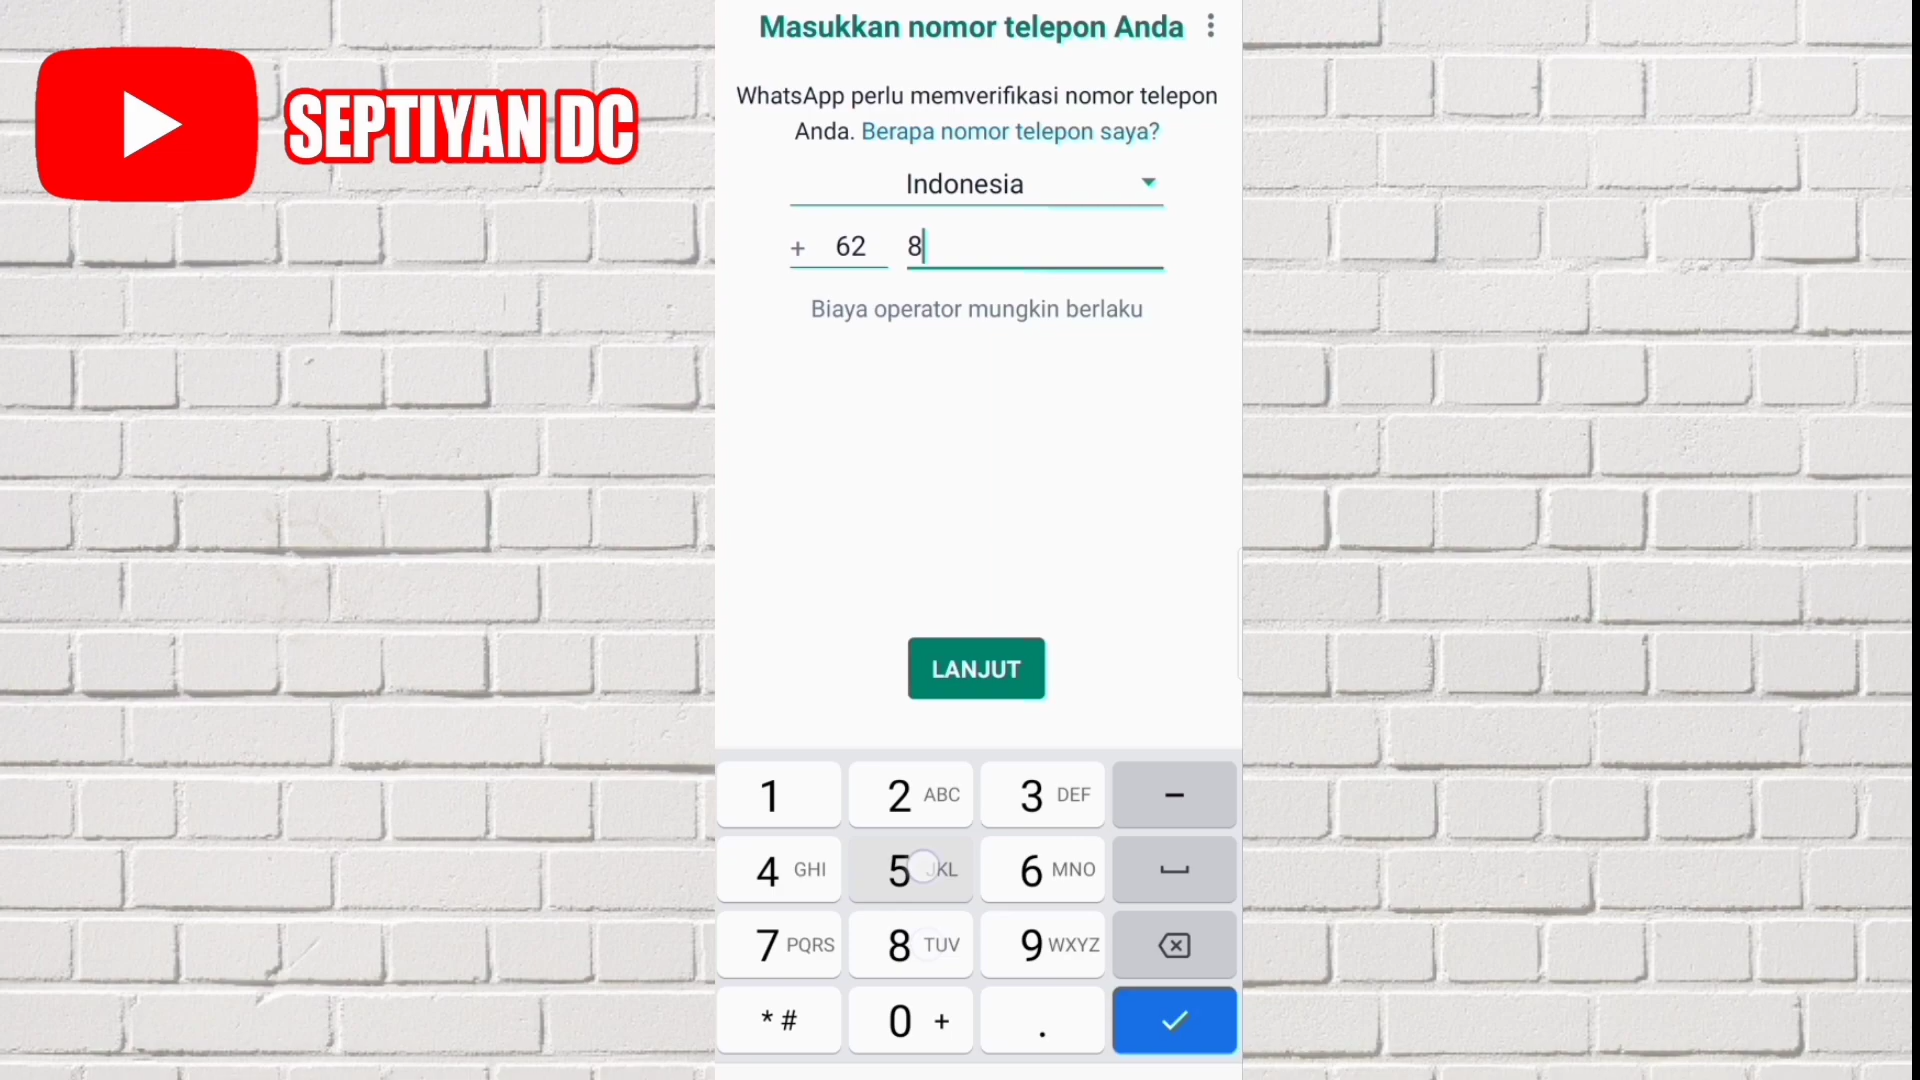 SEPTIYAN DC
Masukkan nomor telepon Anda
WhatsApp perlu memverifikasi nomor telepon
Anda. Berapa nomor telepon saya?
Indonesia
+ 62 8
Biaya operator mungkin berlaku
LANJUT
1 2 ABC 3 DEF -
4 GHI 5 JKL 6 MNO
7 PQRS 8 TUV 9 WXYZ
* # 0 + .